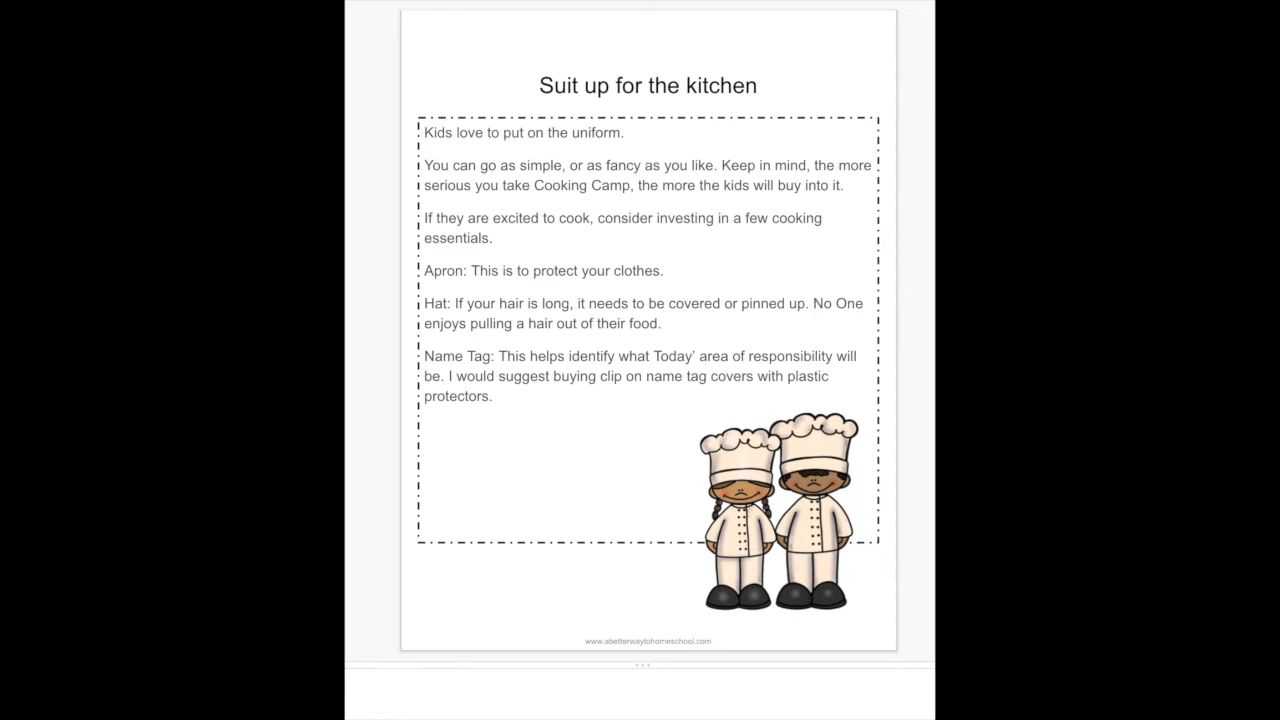 Suit up for the kitchen
Kids love to put on the uniform.
You can go as simple, or as fancy as you like. Keep in mind, the more
serious you take Cooking Camp, the more the kids will buy into it.
If they are excited to cook, consider investing in a few cooking
essentials.
Apron: This is to protect your clothes.
Hat: If your hair is long, it needs to be covered or pinned up. No One
enjoys pulling a hair out of their food.
Name Tag: This helps identify what Today’ area of responsibility will
be. I would suggest buying clip on name tag covers with plastic
protectors.
www.abetterwaytohomeschool.com